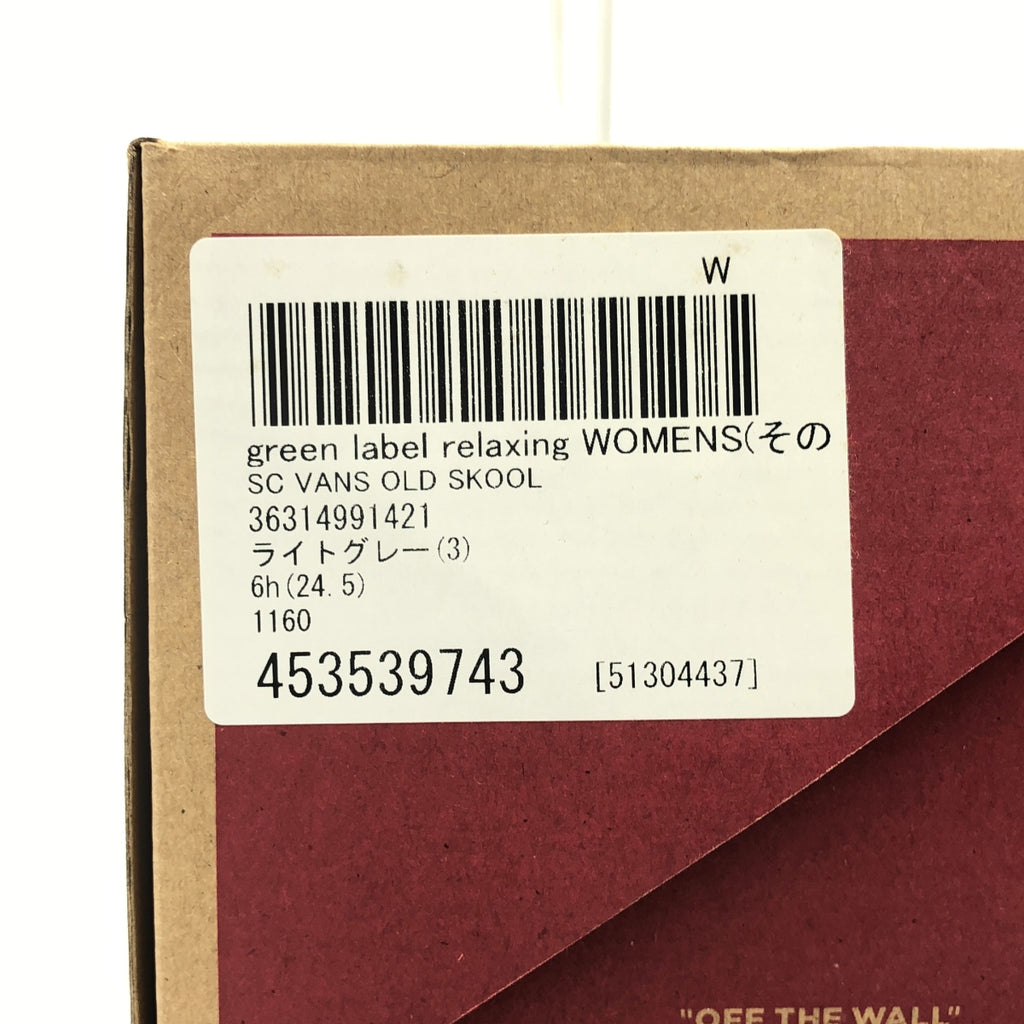 W
green label relaxing WOMENS(その
SC VANS OLD SKOOL
36314991421
ライトグレー(3)
6h(24.5)
1160
453539743 [51304437]
"OFF THE WALL"